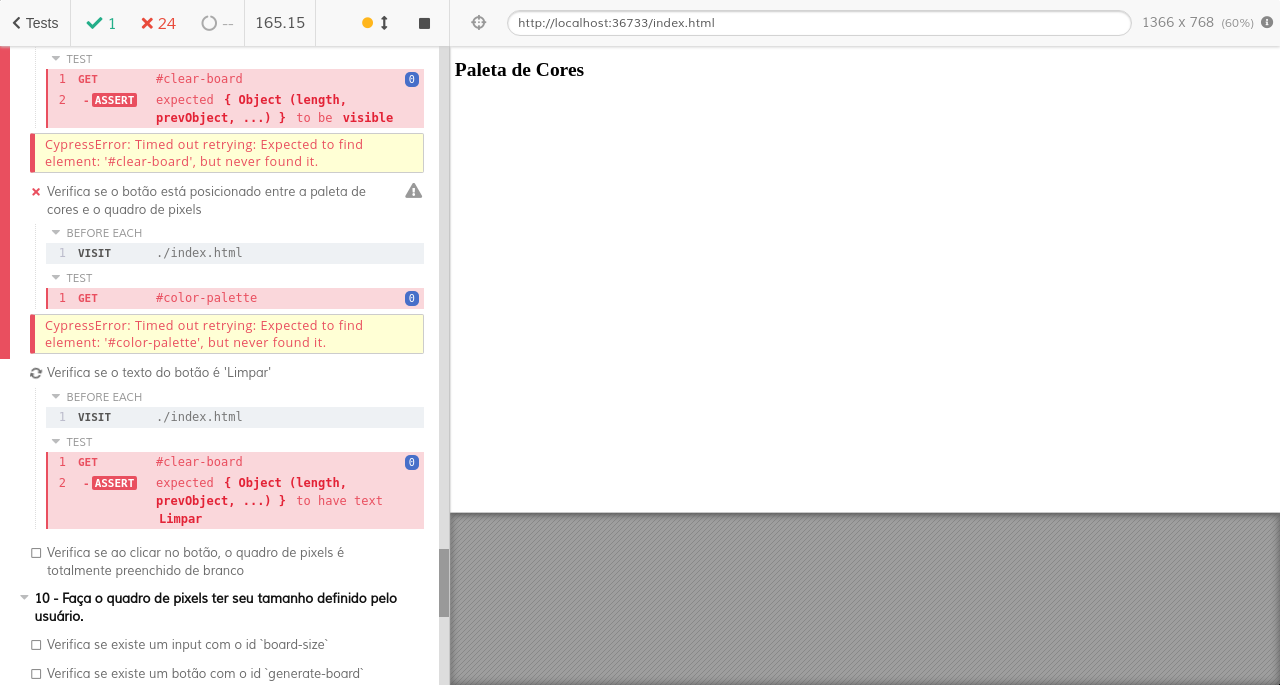 Tests
1
24
--
165.15
http://localhost:36733/index.html
1366 x 768 (60%)
TEST
1 GET #clear-board 0
2 - ASSERT expected { Object (length,
prevObject, ...) } to be visible
CypressError: Timed out retrying: Expected to find
element: '#clear-board', but never found it.
Verifica se o botão está posicionado entre a paleta de
cores e o quadro de pixels
BEFORE EACH
1 VISIT ./index.html
TEST
1 GET #color-palette 0
CypressError: Timed out retrying: Expected to find
element: '#color-palette', but never found it.
Verifica se o texto do botão é 'Limpar'
BEFORE EACH
1 VISIT ./index.html
TEST
1 GET #clear-board 0
2 - ASSERT expected { Object (length,
prevObject, ...) } to have text
Limpar
Verifica se ao clicar no botão, o quadro de pixels é
totalmente preenchido de branco
10 - Faça o quadro de pixels ter seu tamanho definido pelo
usuário.
Verifica se existe um input com o id `board-size`
Verifica se existe um botão com o id `generate-board`
Paleta de Cores